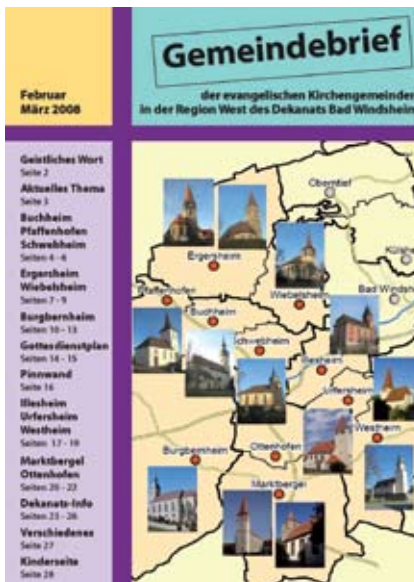 Gemeindebrief
Februar
März 2008
der evangelischen Kirchengemeinden
in der Region West des Dekanats Bad Windsheim
Geistliches Wort
Seite 2
Aktuelles Thema
Seite 3
Buchheim
Pfaffenhofen
Schwebheim
Seiten 4 - 6
Ergersheim
Wiebelsheim
Seiten 7 - 9
Burgbernheim
Seiten 10 - 13
Gottesdienstplan
Seiten 14 - 15
Pinnwand
Seite 16
Illesheim
Urfersheim
Westheim
Seiten 17 - 19
Marktbergel
Ottenhofen
Seiten 20 - 22
Dekanats-Info
Seiten 23 - 26
Verschiedenes
Seite 27
Kinderseite
Seite 28
Oberntief
Ergersheim
Pfaffenhofen
Wiebelsheim
Bad Windsh
Buchheim
Schwebheim
Illesheim
Urfersheim
Westheim
Burgbernheim
Ottenhofen
Marktbergel